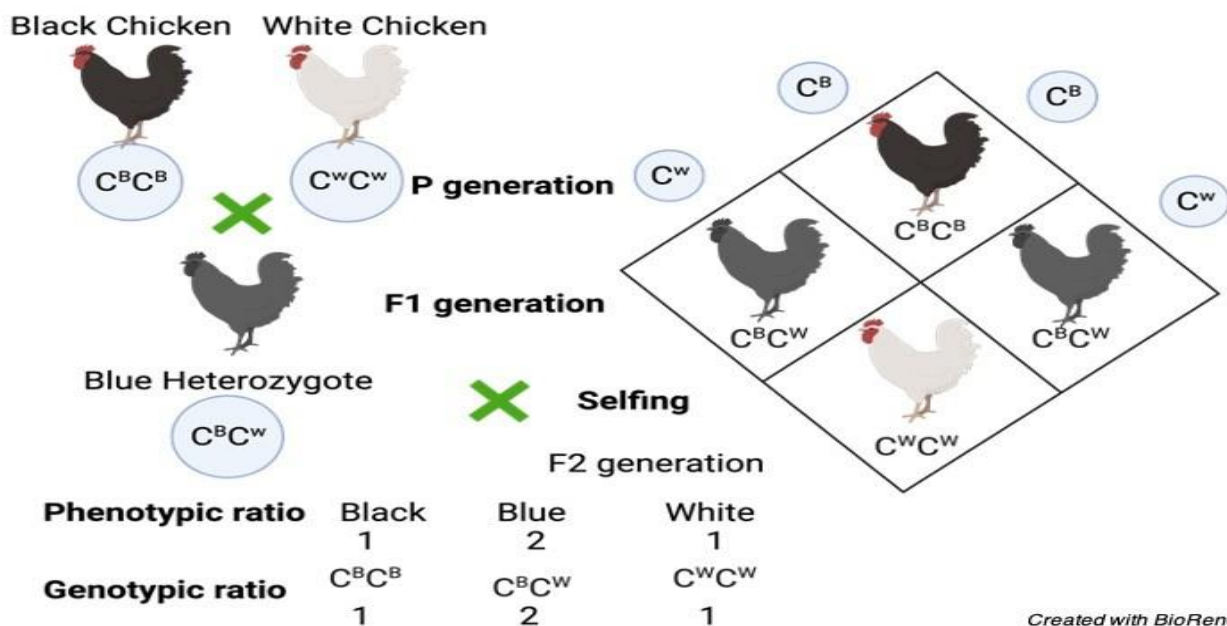 Black Chicken White Chicken
CᴮCᴮ
CʷCʷ
P generation
F1 generation
Blue Heterozygote
CᴮCʷ
Selfing
F2 generation
Cᴮ
Cᴮ
Cʷ
Cʷ
CᴮCᴮ
CᴮCᵂ
CᴮCᵂ
CᵂCᵂ
Phenotypic ratio Black Blue White
1 2 1
Genotypic ratio CᴮCᴮ CᴮCᵂ CᵂCᵂ
1 2 1
Created with BioRen